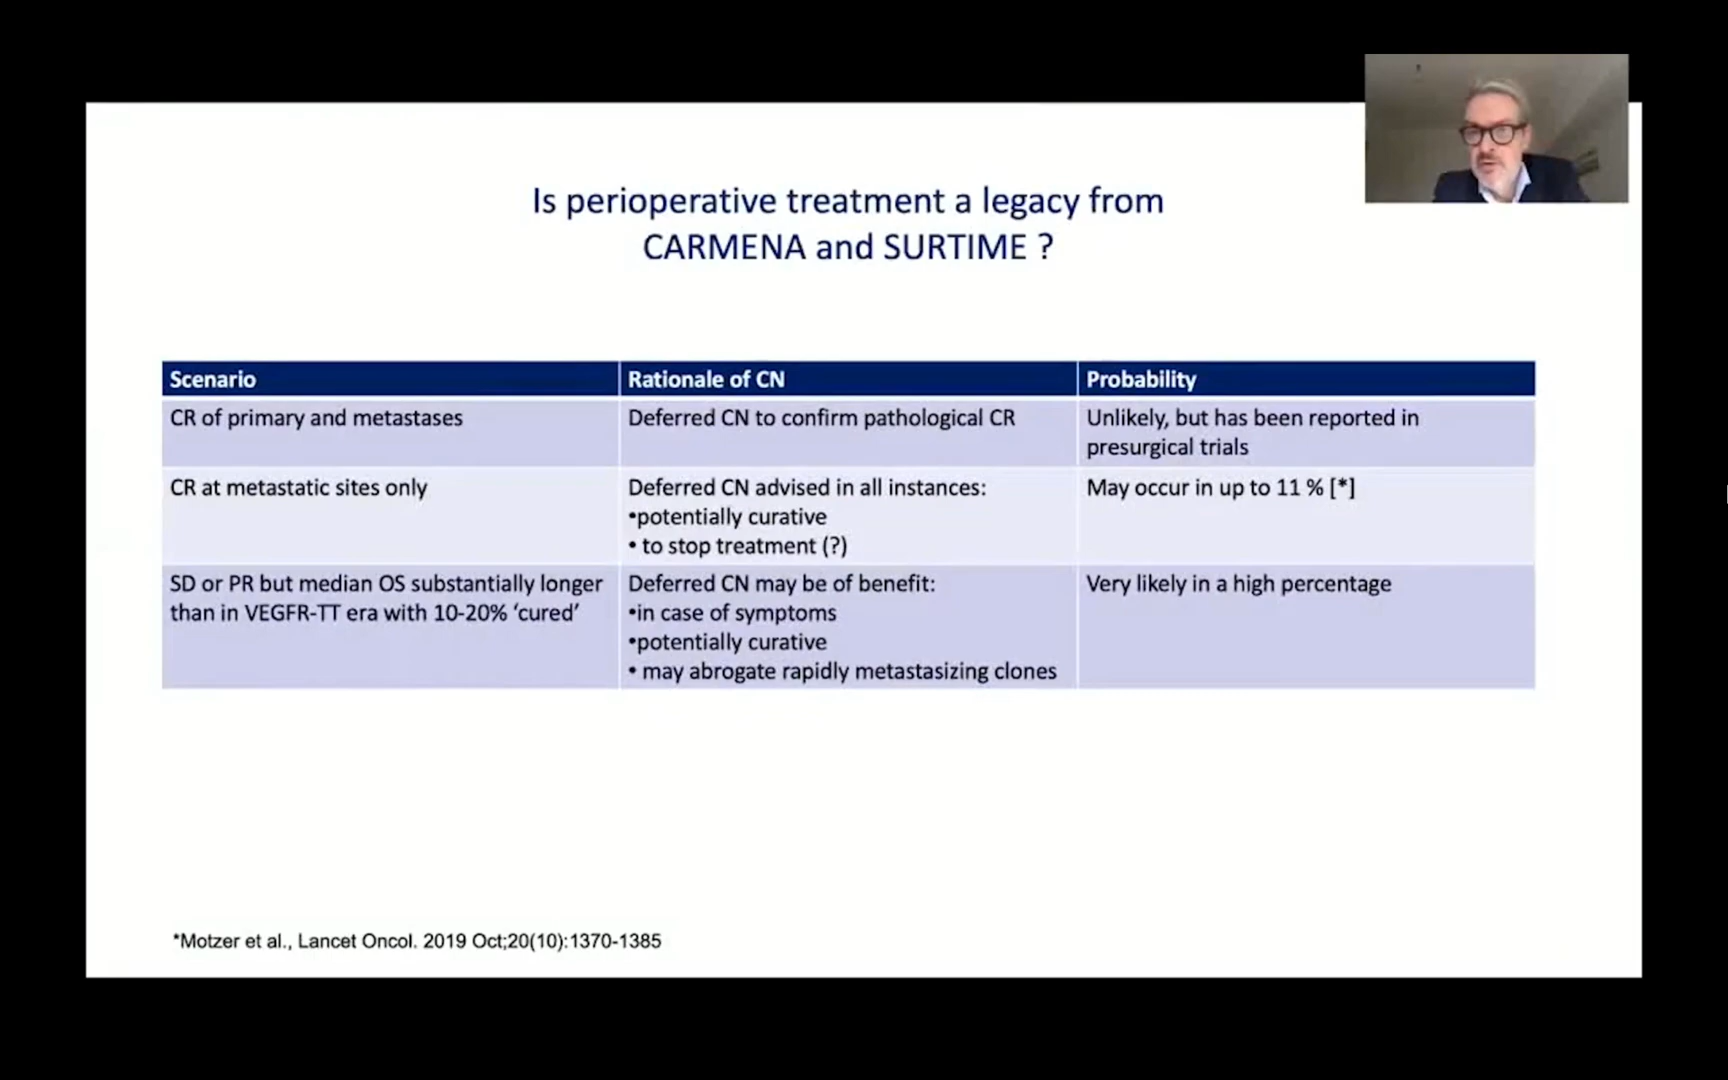 Is perioperative treatment a legacy from
CARMENA and SURTIME ?
Scenario
Rationale of CN
Probability
CR of primary and metastases
Deferred CN to confirm pathological CR
Unlikely, but has been reported in
presurgical trials
CR at metastatic sites only
Deferred CN advised in all instances:
•potentially curative
• to stop treatment (?)
May occur in up to 11 % [*]
SD or PR but median OS substantially longer
than in VEGFR-TT era with 10-20% ‘cured’
Deferred CN may be of benefit:
•in case of symptoms
•potentially curative
• may abrogate rapidly metastasizing clones
Very likely in a high percentage
*Motzer et al., Lancet Oncol. 2019 Oct;20(10):1370-1385